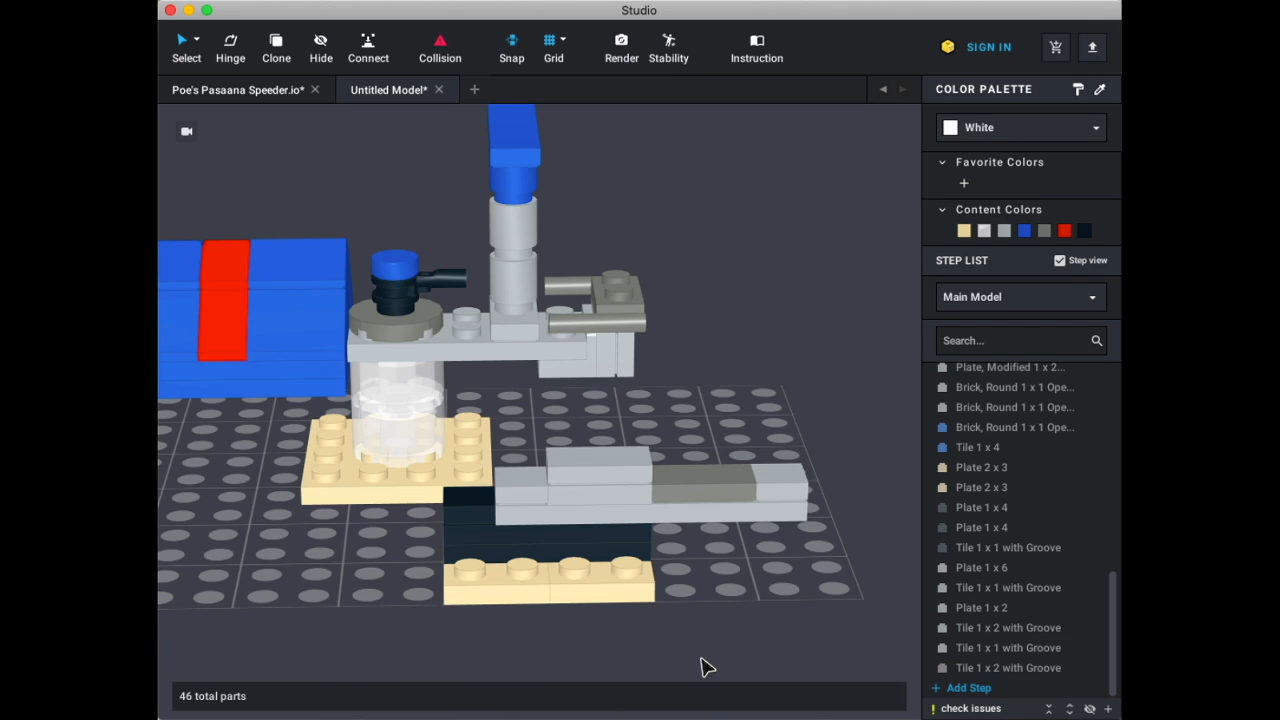 Studio
Select
Hinge
Clone
Hide
Connect
Collision
Snap
Grid
Render
Stability
Instruction
SIGN IN
Poe's Pasaana Speeder.io*
Untitled Model*
COLOR PALETTE
White
Favorite Colors
Content Colors
STEP LIST
Step view
Main Model
Search...
Plate, Modified 1 x 2...
Brick, Round 1 x 1 Ope...
Brick, Round 1 x 1 Ope...
Brick, Round 1 x 1 Ope...
Tile 1 x 4
Plate 2 x 3
Plate 2 x 3
Plate 1 x 4
Plate 1 x 4
Tile 1 x 1 with Groove
Plate 1 x 6
Tile 1 x 1 with Groove
Plate 1 x 2
Tile 1 x 2 with Groove
Tile 1 x 1 with Groove
Tile 1 x 2 with Groove
+ Add Step
46 total parts
! check issues